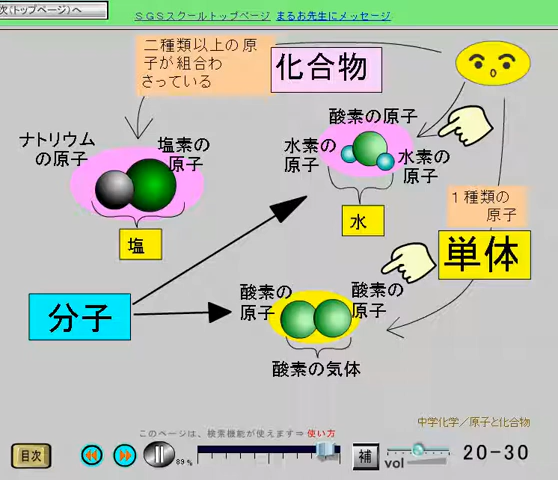 次(トップページ)へ
ＳＧＳスクールトップページ まるお先生にメッセージ
二種類以上の原
子が組合わ
さっている
化合物
酸素の原子
ナトリウム
の原子
塩素の
原子
水素の
原子
水素の
原子
塩
水
１種類の
原子
単体
分子
酸素の
原子
酸素の
原子
酸素の気体
中学化学／原子と化合物
このページは、検索機能が使えます⇒ 使い方
目次
89%
補
vol
20-30